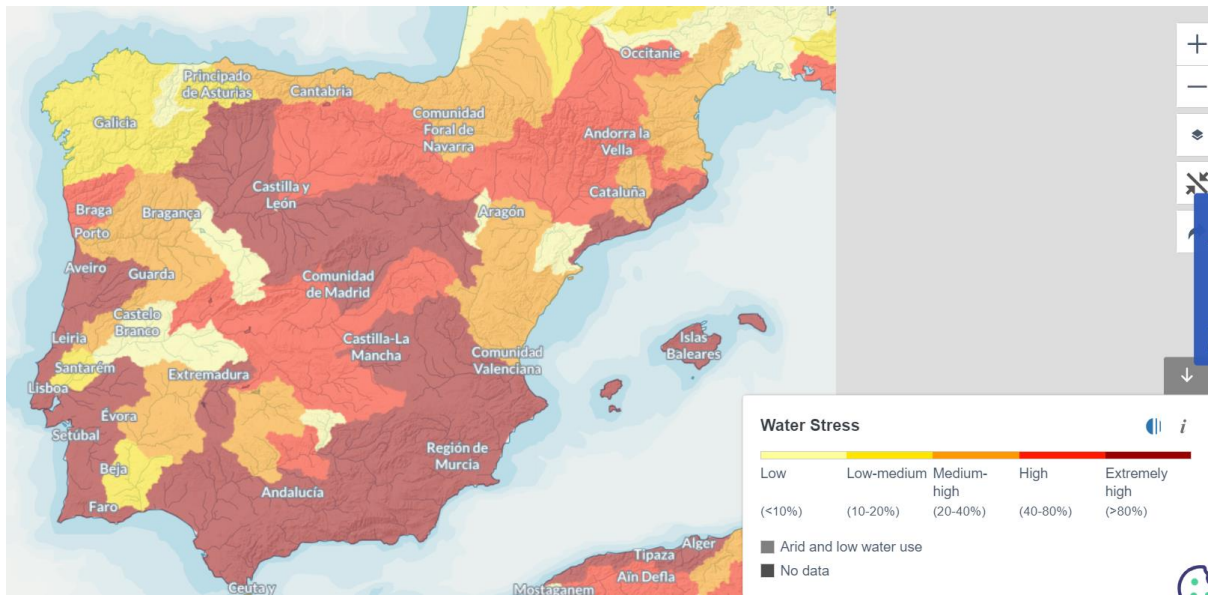 Occitanie
Principado
de Asturias
Cantabria
Comunidad
Foral de
Navarra
Galicia
Andorra la
Vella
Castilla y
León
Cataluña
Braga
Bragança
Aragón
Porto
Aveiro
Guarda
Comunidad
de Madrid
Castelo
Branco
Leiria
Castilla-La
Mancha
Islas
Baleares
Comunidad
Valenciana
Santarém
Extremadura
Lisboa
Évora
Setúbal
Región de
Murcia
Beja
Andalucía
Faro
Ceuta y
Alger
Tipaza
Aïn Defla
Mostaganem
Water Stress
i
Low
Low-medium
Medium-
high
High
Extremely
high
(<10%)
(10-20%)
(20-40%)
(40-80%)
(>80%)
Arid and low water use
No data